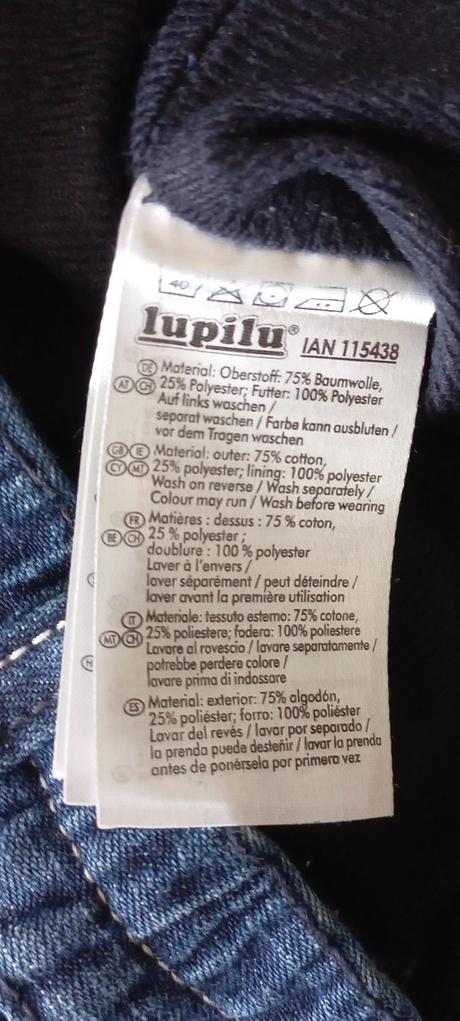 40
lupilu® IAN 115438
DE Material: Oberstoff: 75% Baumwolle,
AT CH 25% Polyester; Futter: 100% Polyester
Auf links waschen /
separat waschen / Farbe kann ausbluten /
vor dem Tragen waschen
GB IE Material: outer: 75% cotton,
CY MT 25% polyester; lining: 100% polyester
Wash on reverse / Wash separately /
Colour may run / Wash before wearing
FR Matières : dessus : 75 % coton,
BE CH 25 % polyester ;
doublure : 100 % polyester
Laver à l'envers /
laver séparément / peut déteindre /
laver avant la première utilisation
IT Materiale: tessuto esterno: 75% cotone,
MT CH 25% poliestere; fodera: 100% poliestere
Lavare al rovescio / lavare separatamente /
potrebbe perdere colore /
lavare prima di indossare
ES Material: exterior: 75% algodón,
25% poliéster; forro: 100% poliéster
Lavar del revés / lavar por separado /
la prenda puede desteñir / lavar la prenda
antes de ponérsela por primera vez